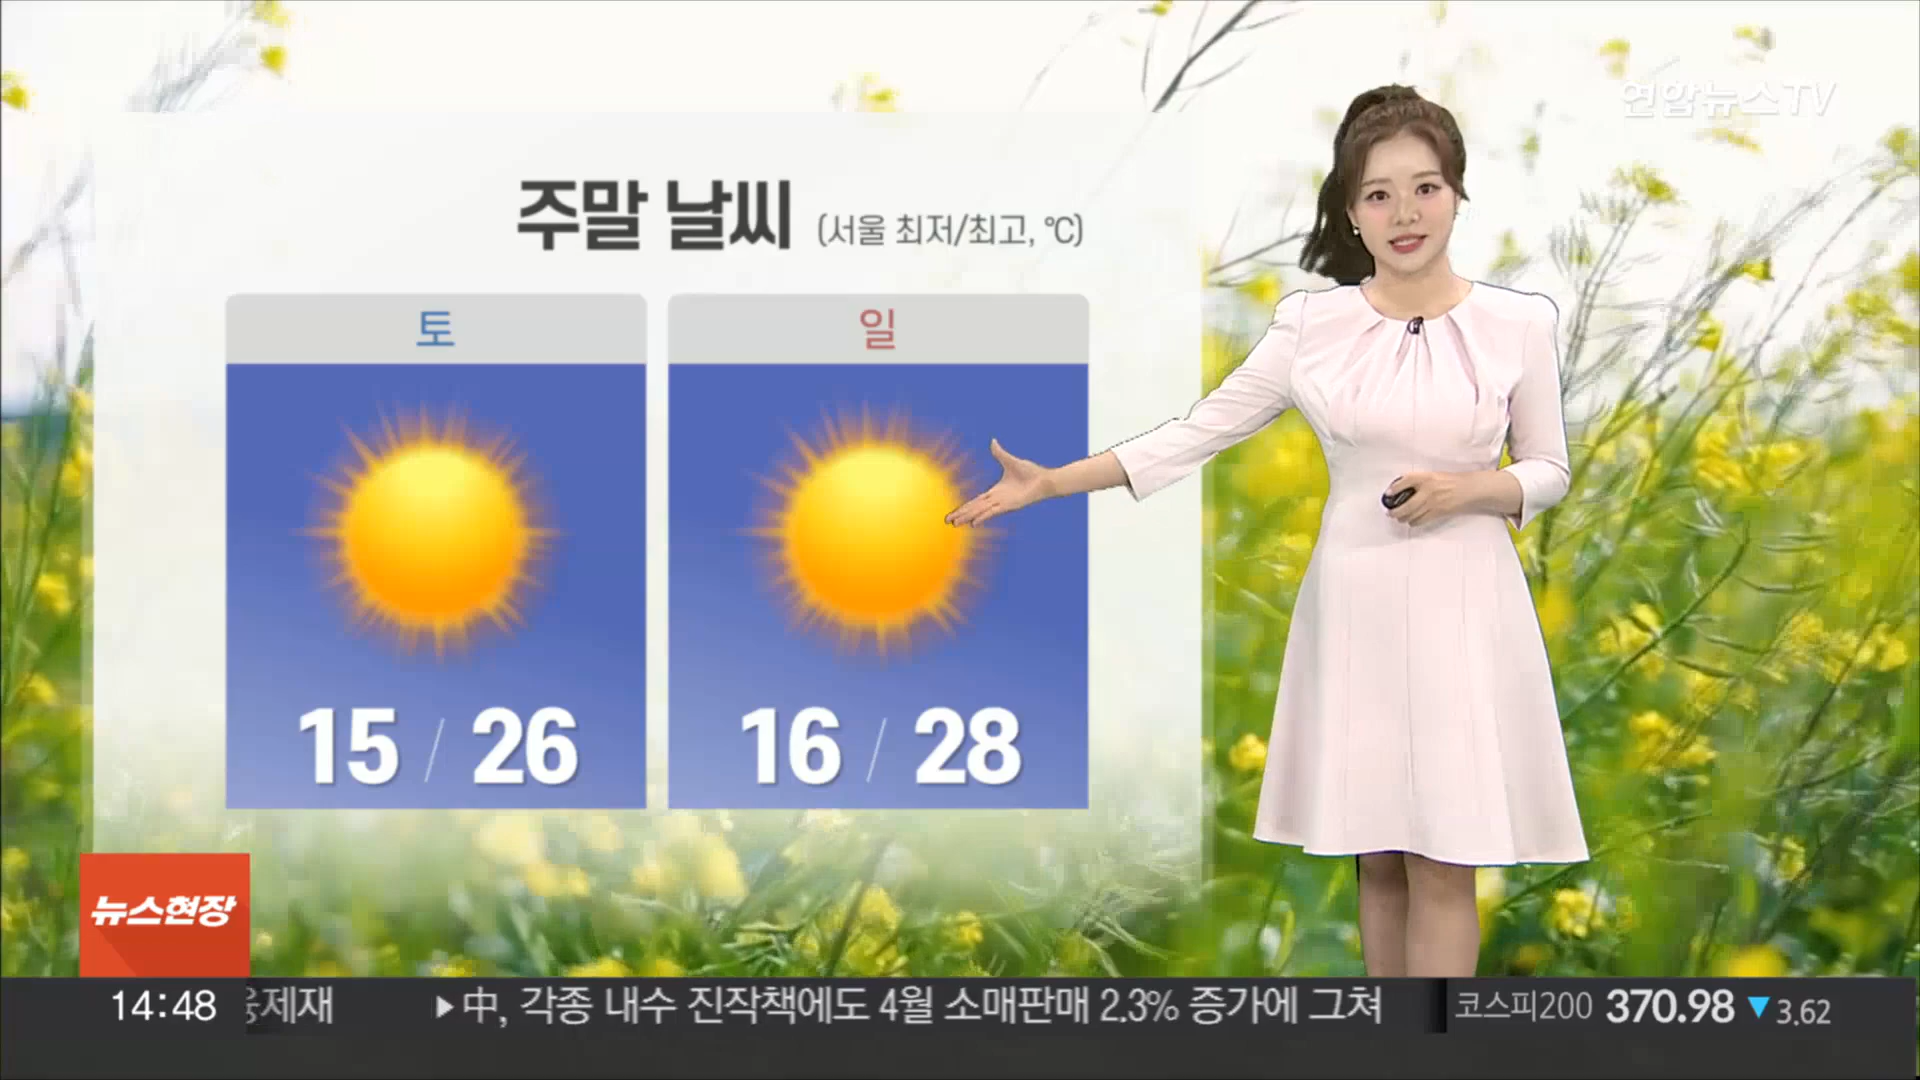 연합뉴스TV
주말 날씨 (서울 최저/최고, ℃)
토
일
15 / 26
16 / 28
뉴스현장
14:48
제재 ▶中, 각종 내수 진작책에도 4월 소매판매 2.3% 증가에 그쳐
코스피200 370.98 ▼3.62